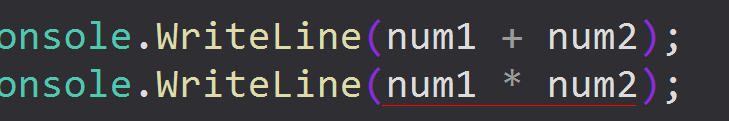 onsole.WriteLine(num1 + num2);
onsole.WriteLine(num1 * num2);